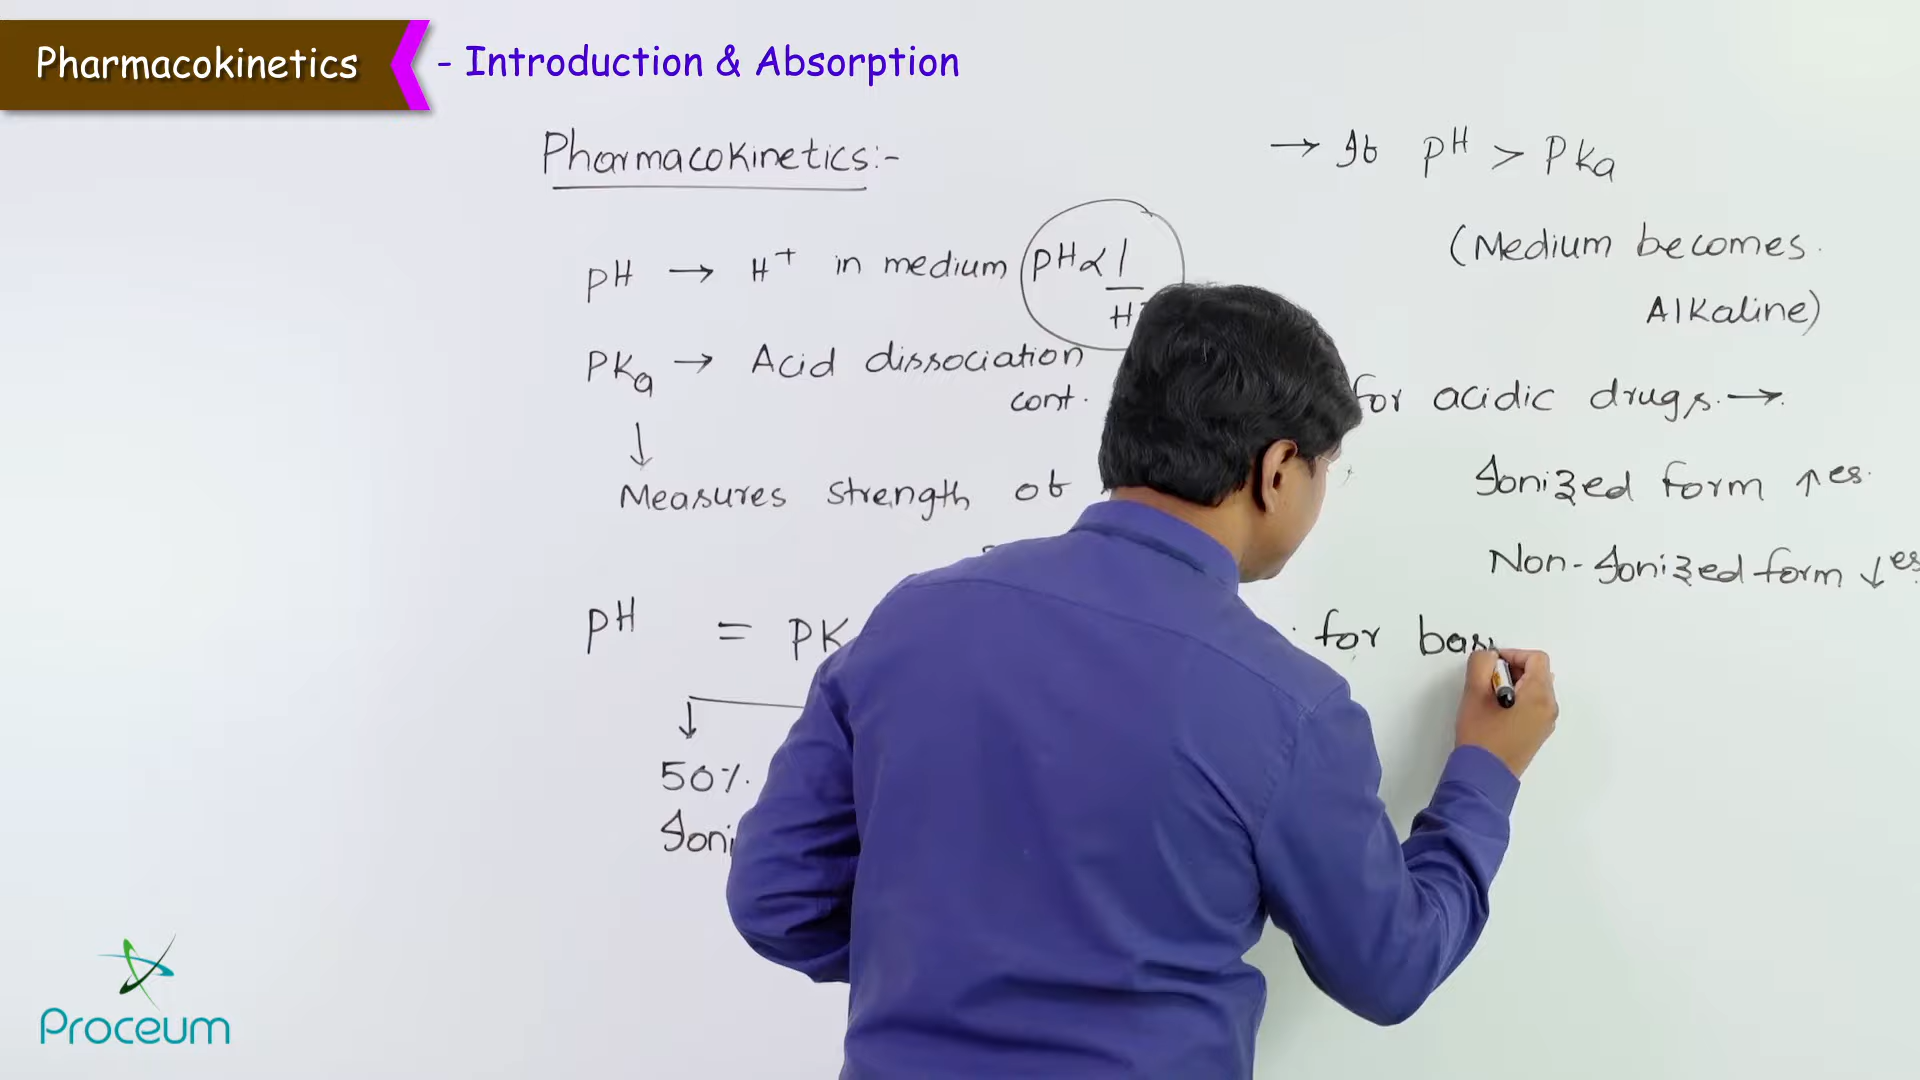 Pharmacokinetics
- Introduction & Absorption
Pharmacokinetics:-
pH → H+ in medium
pH ∝ 1
H
PKa → Acid dissociation
cont.
↓
Measures strength of
pH = PK
↓
50%.
Ioni
→ If pH > PKa
(Medium becomes
Alkaline)
for acidic drugs →
Ionized form ↑es.
Non-Ionized form ↓es.
for bas
Proceum